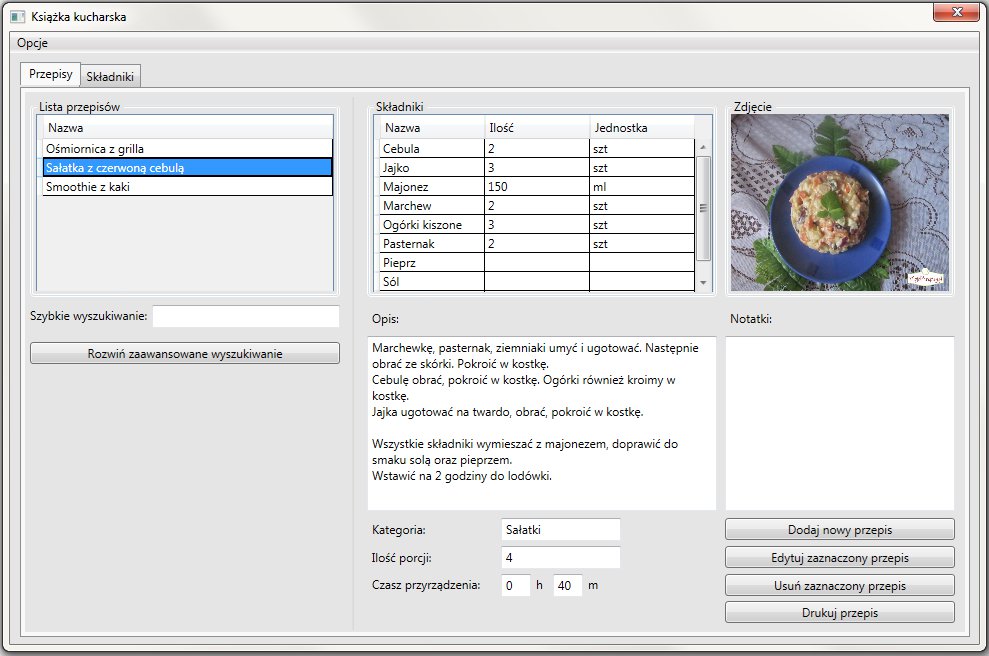 Książka kucharska
Opcje
Przepisy
Składniki
Lista przepisów
Nazwa
Ośmiornica z grilla
Sałatka z czerwoną cebulą
Smoothie z kaki
Szybkie wyszukiwanie:
Rozwiń zaawansowane wyszukiwanie
Składniki
Nazwa Ilość Jednostka
Cebula 2 szt
Jajko 3 szt
Majonez 150 ml
Marchew 2 szt
Ogórki kiszone 3 szt
Pasternak 2 szt
Pieprz
Sól
Zdjęcie
Opis:
Marchewkę, pasternak, ziemniaki umyć i ugotować. Następnie
obrać ze skórki. Pokroić w kostkę.
Cebulę obrać, pokroić w kostkę. Ogórki również kroimy w
kostkę.
Jajka ugotować na twardo, obrać, pokroić w kostkę.
Wszystkie składniki wymieszać z majonezem, doprawić do
smaku solą oraz pieprzem.
Wstawić na 2 godziny do lodówki.
Notatki:
Kategoria: Sałatki
Ilość porcji: 4
Czasz przyrządzenia: 0 h 40 m
Dodaj nowy przepis
Edytuj zaznaczony przepis
Usuń zaznaczony przepis
Drukuj przepis